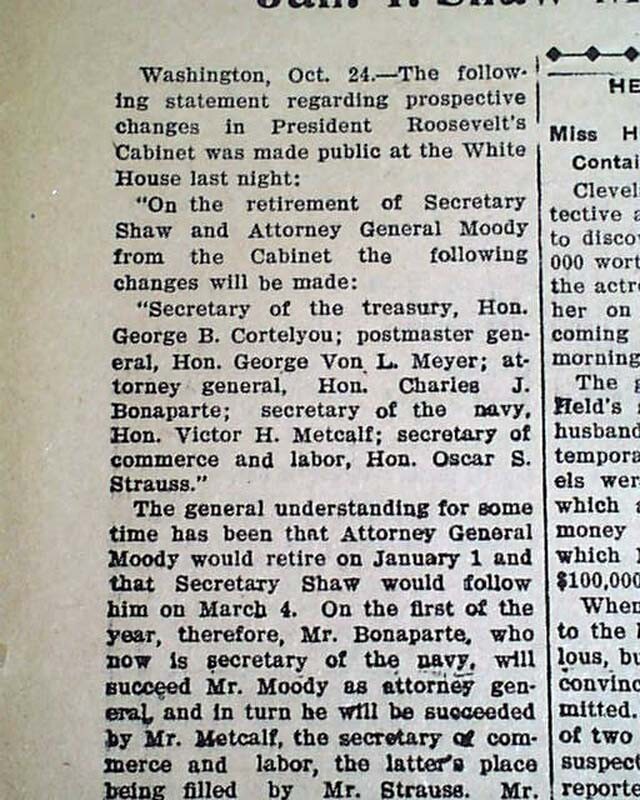 Washington, Oct. 24.—The follow-
ing statement regarding prospective
changes in President Roosevelt's
Cabinet was made public at the White
House last night:
"On the retirement of Secretary
Shaw and Attorney General Moody
from the Cabinet the following
changes will be made:
"Secretary of the treasury, Hon.
George B. Cortelyou; postmaster gen-
eral, Hon. George Von L. Meyer; at-
torney general, Hon. Charles J.
Bonaparte; secretary of the navy,
Hon. Victor H. Metcalf; secretary of
commerce and labor, Hon. Oscar S.
Strauss."
The general understanding for some
time has been that Attorney General
Moody would retire on January 1 and
that Secretary Shaw would follow
him on March 4. On the first of the
year, therefore, Mr. Bonaparte, who
now is secretary of the navy, will
succeed Mr. Moody as attorney gen-
eral, and in turn he will be succeeded
by Mr. Metcalf, the secretary of com-
merce and labor, the latter's place
being filled by Mr. Strauss. Mr.
HE
Miss H
Contai
Clevel
tective a
to disco
000 wort
the actr
her on
coming
morning
The g
Held's
husband
tempora
els wer
which a
money
which
$100,000
When
to the
lous, bu
convinc
mitted.
of two
suspect
reporte